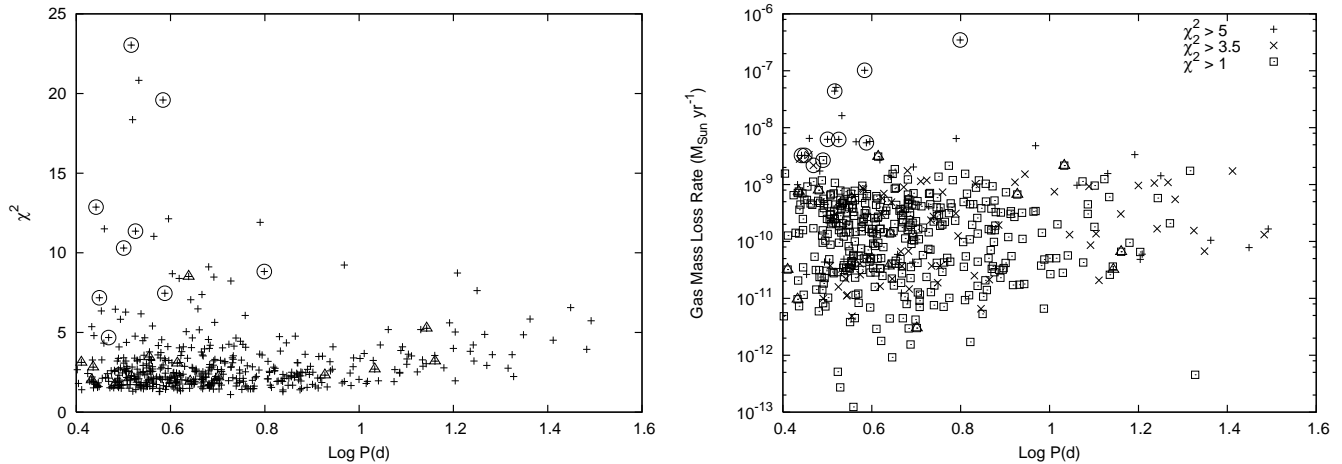 25
20
15
10
5
0
χ²
0.4 0.6 0.8 1 1.2 1.4 1.6
Log P(d)
10⁻⁶
10⁻⁷
10⁻⁸
10⁻⁹
10⁻¹⁰
10⁻¹¹
10⁻¹²
10⁻¹³
Gas Mass Loss Rate (M_Sun yr⁻¹)
χ² > 5
χ² > 3.5
χ² > 1
0.4 0.6 0.8 1 1.2 1.4 1.6
Log P(d)